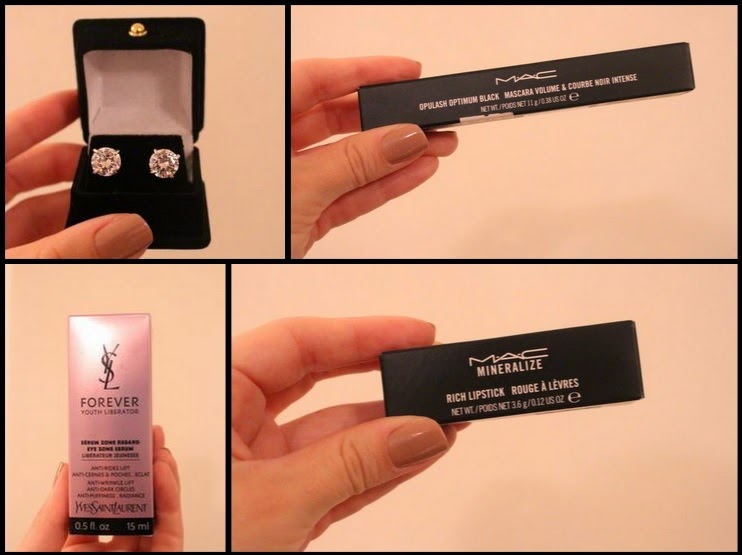 MAC
OPULASH OPTIMUM BLACK MASCARA VOLUME & COURBE NOIR INTENSE
NET WT./POIDS NET 11 g/0.38 US OZ ℮
YSL
FOREVER
YOUTH LIBERATOR
SÉRUM ZONE REGARD
EYE ZONE SERUM
LIBÉRATEUR JEUNESSE
ANTI-RIDES LIFT
ANTI-CERNES & POCHES . ÉCLAT
ANTI-WRINKLE LIFT
ANTI-DARK CIRCLES
ANTI-PUFFINESS . RADIANCE
YVESSAINTLAURENT
0.5 fl. oz 15 ml
MAC
MINERALIZE
RICH LIPSTICK ROUGE À LÈVRES
NET WT./POIDS NET 3.6 g/0.12 US OZ ℮